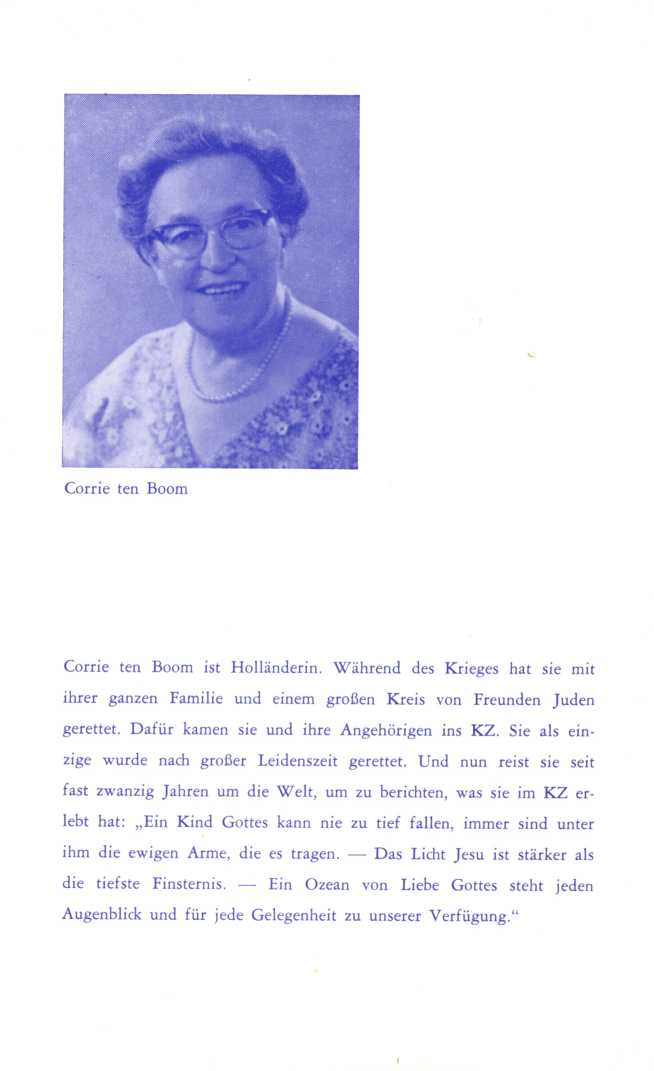 Corrie ten Boom
Corrie ten Boom ist Holländerin. Während des Krieges hat sie mit
ihrer ganzen Familie und einem großen Kreis von Freunden Juden
gerettet. Dafür kamen sie und ihre Angehörigen ins KZ. Sie als ein-
zige wurde nach großer Leidenszeit gerettet. Und nun reist sie seit
fast zwanzig Jahren um die Welt, um zu berichten, was sie im KZ er-
lebt hat: „Ein Kind Gottes kann nie zu tief fallen, immer sind unter
ihm die ewigen Arme, die es tragen. — Das Licht Jesu ist stärker als
die tiefste Finsternis. — Ein Ozean von Liebe Gottes steht jeden
Augenblick und für jede Gelegenheit zu unserer Verfügung.“